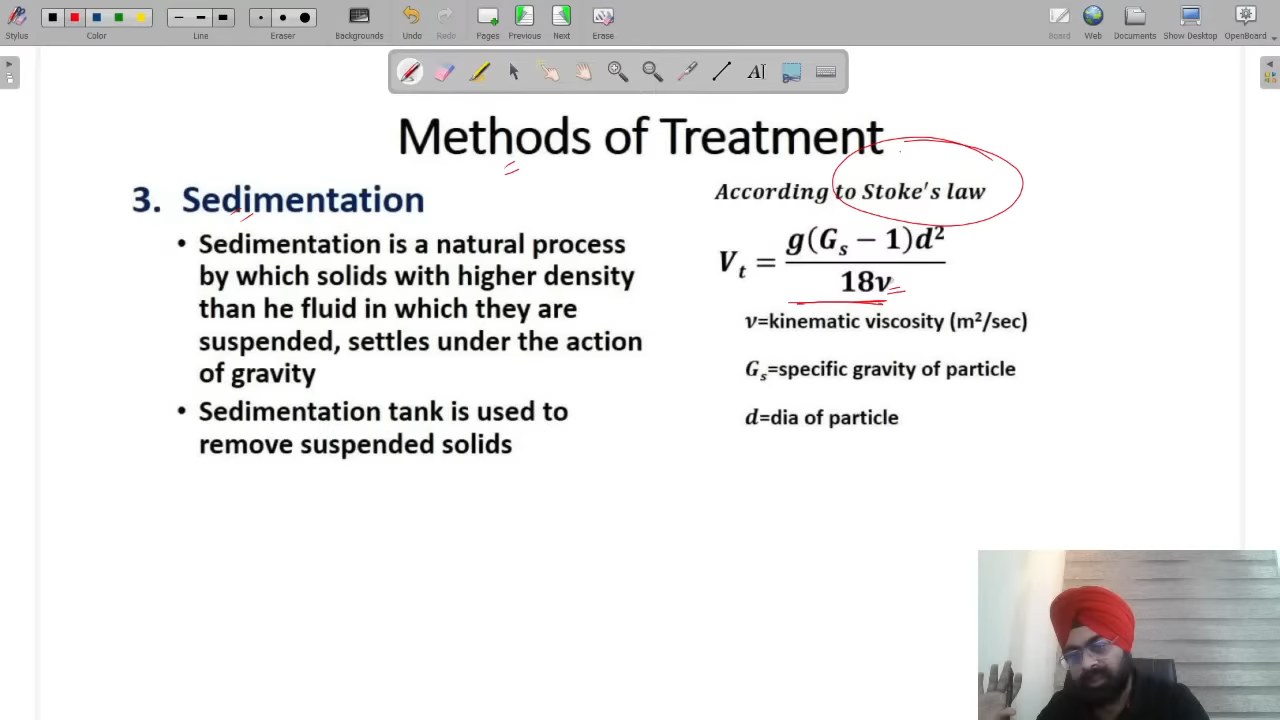 Stylus
Color
Line
Eraser
Backgrounds
Undo
Redo
Pages
Previous
Next
Erase
Board
Web
Documents
Show Desktop
OpenBoard
Methods of Treatment
3. Sedimentation
• Sedimentation is a natural process
by which solids with higher density
than he fluid in which they are
suspended, settles under the action
of gravity
• Sedimentation tank is used to
remove suspended solids
According to Stoke's law
V_t = g(G_s − 1)d² / 18ν
ν=kinematic viscosity (m²/sec)
G_s=specific gravity of particle
d=dia of particle